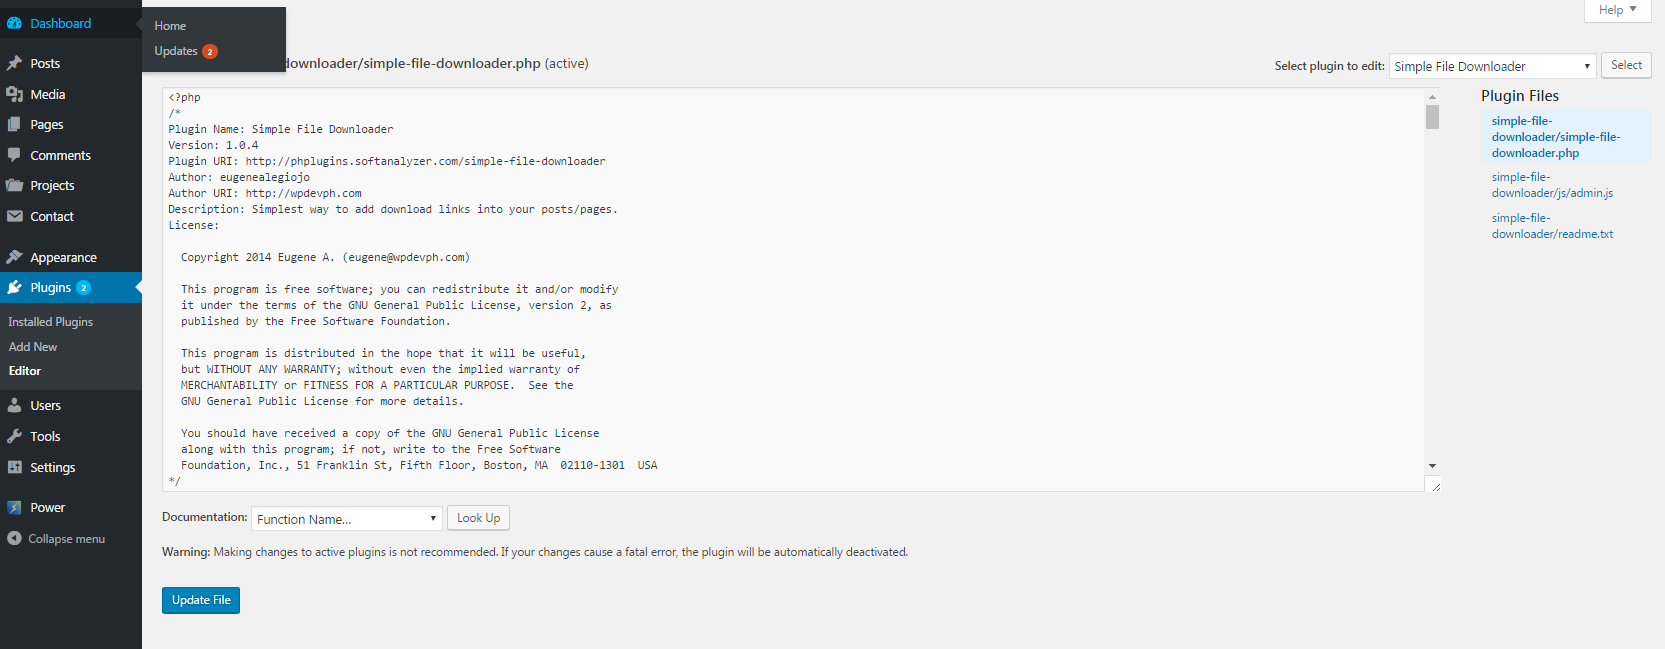 Dashboard
Posts
Media
Pages
Comments
Projects
Contact
Appearance
Plugins 2
Installed Plugins
Add New
Editor
Users
Tools
Settings
Power
Collapse menu
Home
Updates 2
Help
downloader/simple-file-downloader.php (active)
Select plugin to edit: Simple File Downloader Select
<?php
/*
Plugin Name: Simple File Downloader
Version: 1.0.4
Plugin URI: http://phplugins.softanalyzer.com/simple-file-downloader
Author: eugenealegiojo
Author URI: http://wpdevph.com
Description: Simplest way to add download links into your posts/pages.
License:
Copyright 2014 Eugene A. (eugene@wpdevph.com)
This program is free software; you can redistribute it and/or modify
it under the terms of the GNU General Public License, version 2, as
published by the Free Software Foundation.
This program is distributed in the hope that it will be useful,
but WITHOUT ANY WARRANTY; without even the implied warranty of
MERCHANTABILITY or FITNESS FOR A PARTICULAR PURPOSE.  See the
GNU General Public License for more details.
You should have received a copy of the GNU General Public License
along with this program; if not, write to the Free Software
Foundation, Inc., 51 Franklin St, Fifth Floor, Boston, MA  02110-1301  USA
*/
Plugin Files
simple-file-
downloader/simple-file-
downloader.php
simple-file-
downloader/js/admin.js
simple-file-
downloader/readme.txt
Documentation: Function Name... Look Up
Warning: Making changes to active plugins is not recommended. If your changes cause a fatal error, the plugin will be automatically deactivated.
Update File